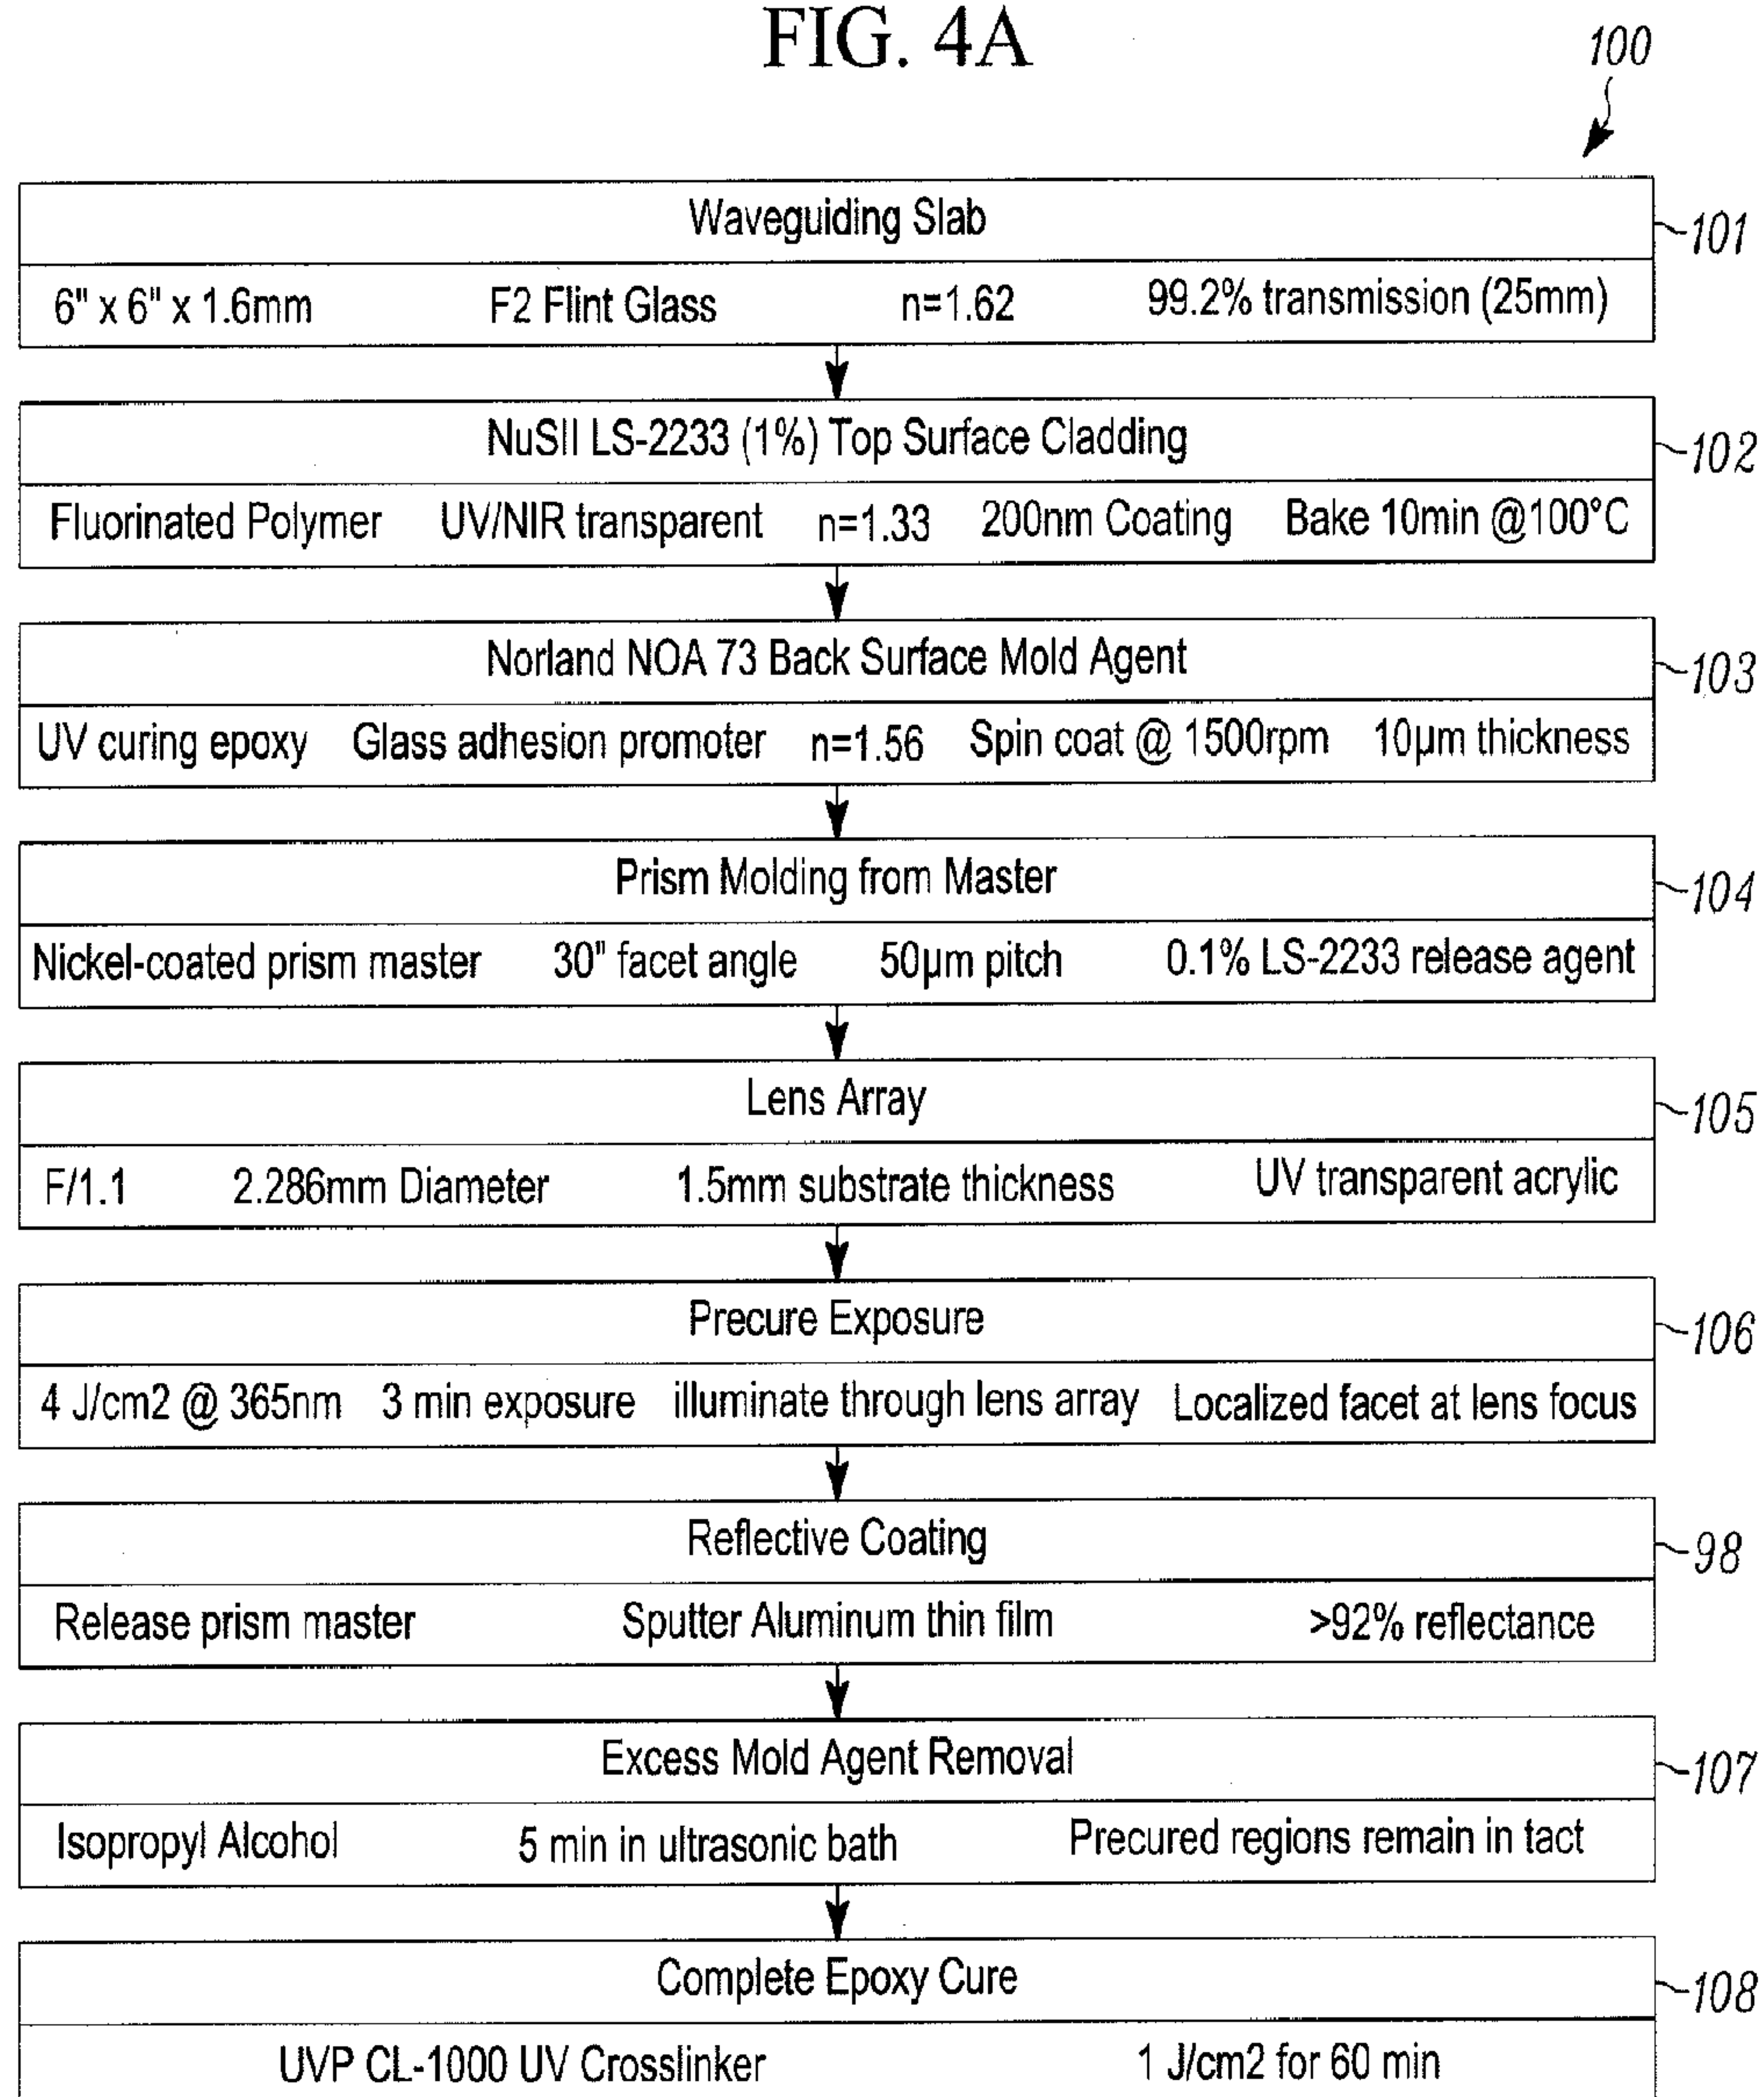 FIG. 4A
100
Waveguiding Slab
101
6" x 6" x 1.6mm F2 Flint Glass n=1.62 99.2% transmission (25mm)
NuSIl LS-2233 (1%) Top Surface Cladding
102
Fluorinated Polymer UV/NIR transparent n=1.33 200nm Coating Bake 10min @100°C
Norland NOA 73 Back Surface Mold Agent
103
UV curing epoxy Glass adhesion promoter n=1.56 Spin coat @ 1500rpm 10µm thickness
Prism Molding from Master
104
Nickel-coated prism master 30" facet angle 50µm pitch 0.1% LS-2233 release agent
Lens Array
105
F/1.1 2.286mm Diameter 1.5mm substrate thickness UV transparent acrylic
Precure Exposure
106
4 J/cm2 @ 365nm 3 min exposure illuminate through lens array Localized facet at lens focus
Reflective Coating
98
Release prism master Sputter Aluminum thin film >92% reflectance
Excess Mold Agent Removal
107
Isopropyl Alcohol 5 min in ultrasonic bath Precured regions remain in tact
Complete Epoxy Cure
108
UVP CL-1000 UV Crosslinker 1 J/cm2 for 60 min